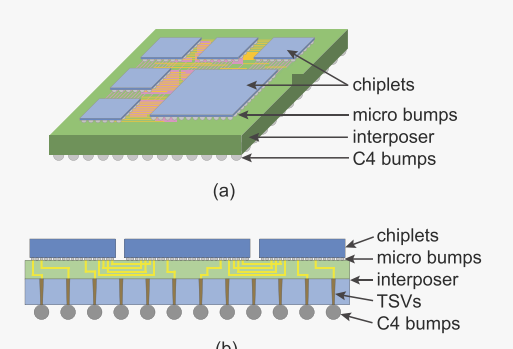 chiplets
micro bumps
interposer
C4 bumps
(a)
chiplets
micro bumps
interposer
TSVs
C4 bumps
(b)